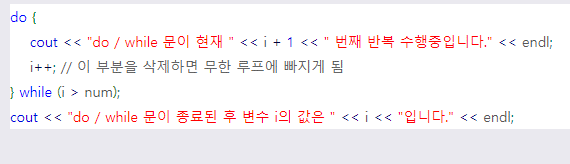 do {
cout << "do / while 문이 현재 " << i + 1 << " 번째 반복 수행중입니다." << endl;
i++; // 이 부분을 삭제하면 무한 루프에 빠지게 됨
} while (i > num);
cout << "do / while 문이 종료된 후 변수 i의 값은 " << i << "입니다." << endl;